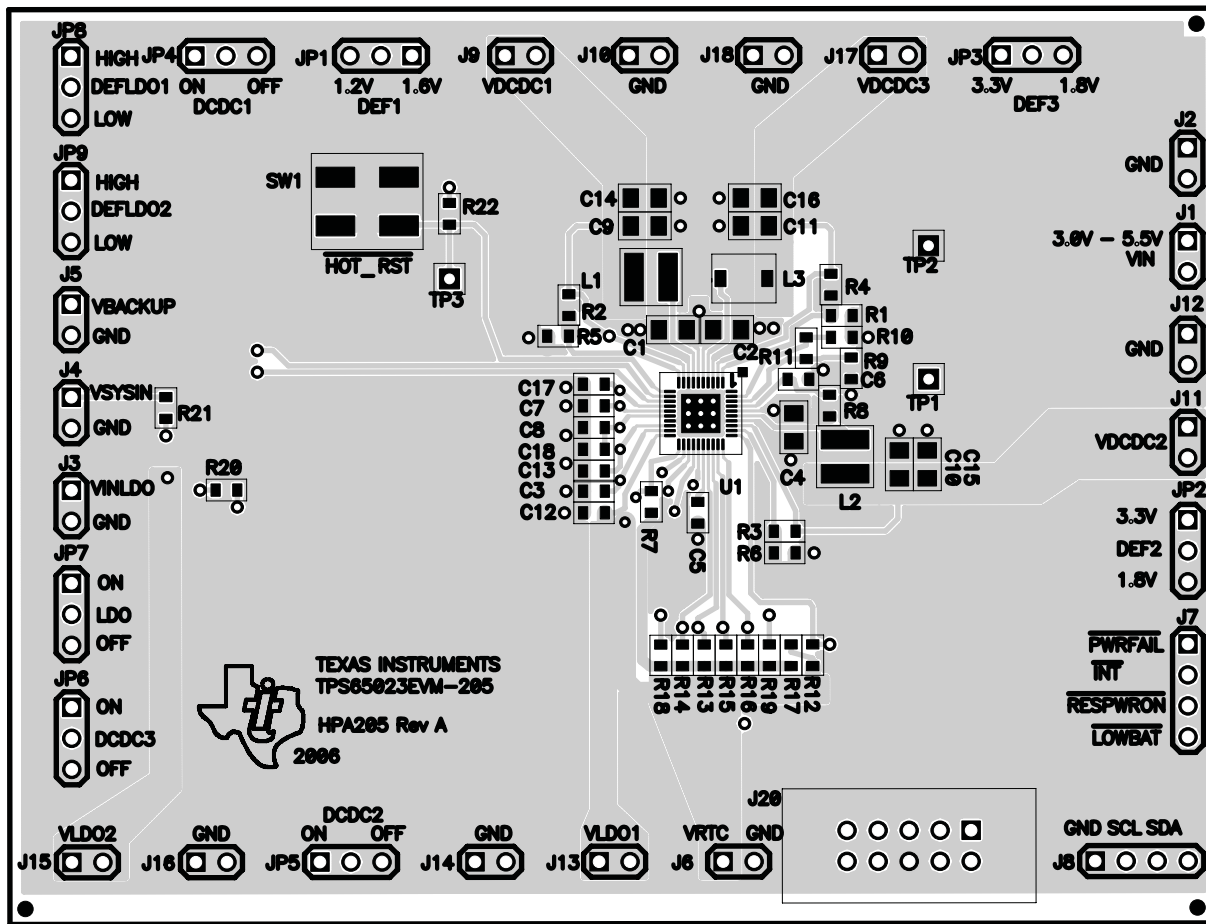 JP8
HIGH
DEFLDO1
LOW
JP4
ON OFF
DCDC1
JP1
1.2V 1.6V
DEF1
J9
VDCDC1
J10
GND
J18
GND
J17
VDCDC3
JP3
3.3V 1.8V
DEF3
JP9
HIGH
DEFLDO2
LOW
SW1
HOT_RST
R22
TP3
C14
C9
C16
C11
J2
GND
J1
3.0V - 5.5V
VIN
TP2
J5
VBACKUP
GND
L1
R2
R5
L3
C1
C2
R4
R1
R10
R11
R9
C6
R8
J12
GND
J4
VSYSIN
GND
R21
C17
C7
C8
C18
C13
C3
C12
1
U1
C4
L2
TP1
C10
C15
J11
VDCDC2
J3
VINLDO
GND
R20
R7
C5
R3
R6
JP2
3.3V
DEF2
1.8V
JP7
ON
LDO
OFF
J7
PWRFAIL
INT
RESPWRON
LOWBAT
JP6
ON
DCDC3
OFF
TEXAS INSTRUMENTS
TPS65023EVM-205
HPA205 Rev A
2006
R18
R14
R13
R15
R16
R19
R17
R12
VLDO2
J15
GND
J16
DCDC2
ON OFF
JP5
GND
J14
VLDO1
J13
VRTC GND
J6
J20
GND SCL SDA
J8